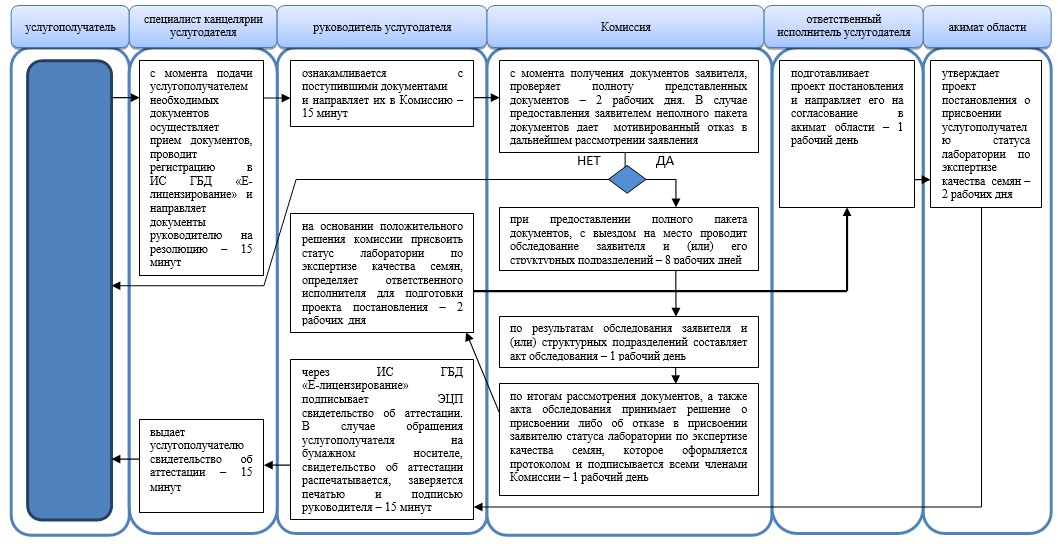 услугополучатель
специалист канцелярии
услугодателя
руководитель услугодателя
Комиссия
ответственный
исполнитель услугодателя
акимат области
с момента подачи
услугополучателем
необходимых
документов
осуществляет
прием документов,
проводит
регистрацию в
ИС ГБД «Е-
лицензирование» и
направляет
документы
руководителю на
резолюцию – 15
минут
ознакамливается с
поступившими документами
и направляет их в Комиссию –
15 минут
с момента получения документов заявителя,
проверяет полноту представленных
документов – 2 рабочих дня. В случае
предоставления заявителем неполного пакета
документов дает мотивированный отказ в
дальнейшем рассмотрении заявления
подготавливает
проект постановления
и направляет его на
согласование в
акимат области – 1
рабочий день
утверждает
проект
постановления о
присвоении
услугополучател
ю статуса
лаборатории по
экспертизе
качества семян –
2 рабочих дня
НЕТ
ДА
при предоставлении полного пакета
документов, с выездом на место проводит
обследование заявителя и (или) его
структурных подразделений – 8 рабочих дней
на основании положительного
решения комиссии присвоить
статус лаборатории по
экспертизе качества семян,
определяет ответственного
исполнителя для подготовки
проекта постановления – 2
рабочих дня
по результатам обследования заявителя и
(или) структурных подразделений составляет
акт обследования – 1 рабочий день
через ИС ГБД
«Е-лицензирование»
подписывает ЭЦП
свидетельство об аттестации.
В случае обращения
услугополучателя на
бумажном носителе,
свидетельство об аттестации
распечатывается, заверяется
печатью и подписью
руководителя – 15 минут
по итогам рассмотрения документов, а также
акта обследования принимает решение о
присвоении либо об отказе в присвоении
заявителю статуса лаборатории по экспертизе
качества семян, которое оформляется
протоколом и подписывается всеми членами
Комиссии – 1 рабочий день
выдает
услугополучателю
свидетельство об
аттестации – 15
минут